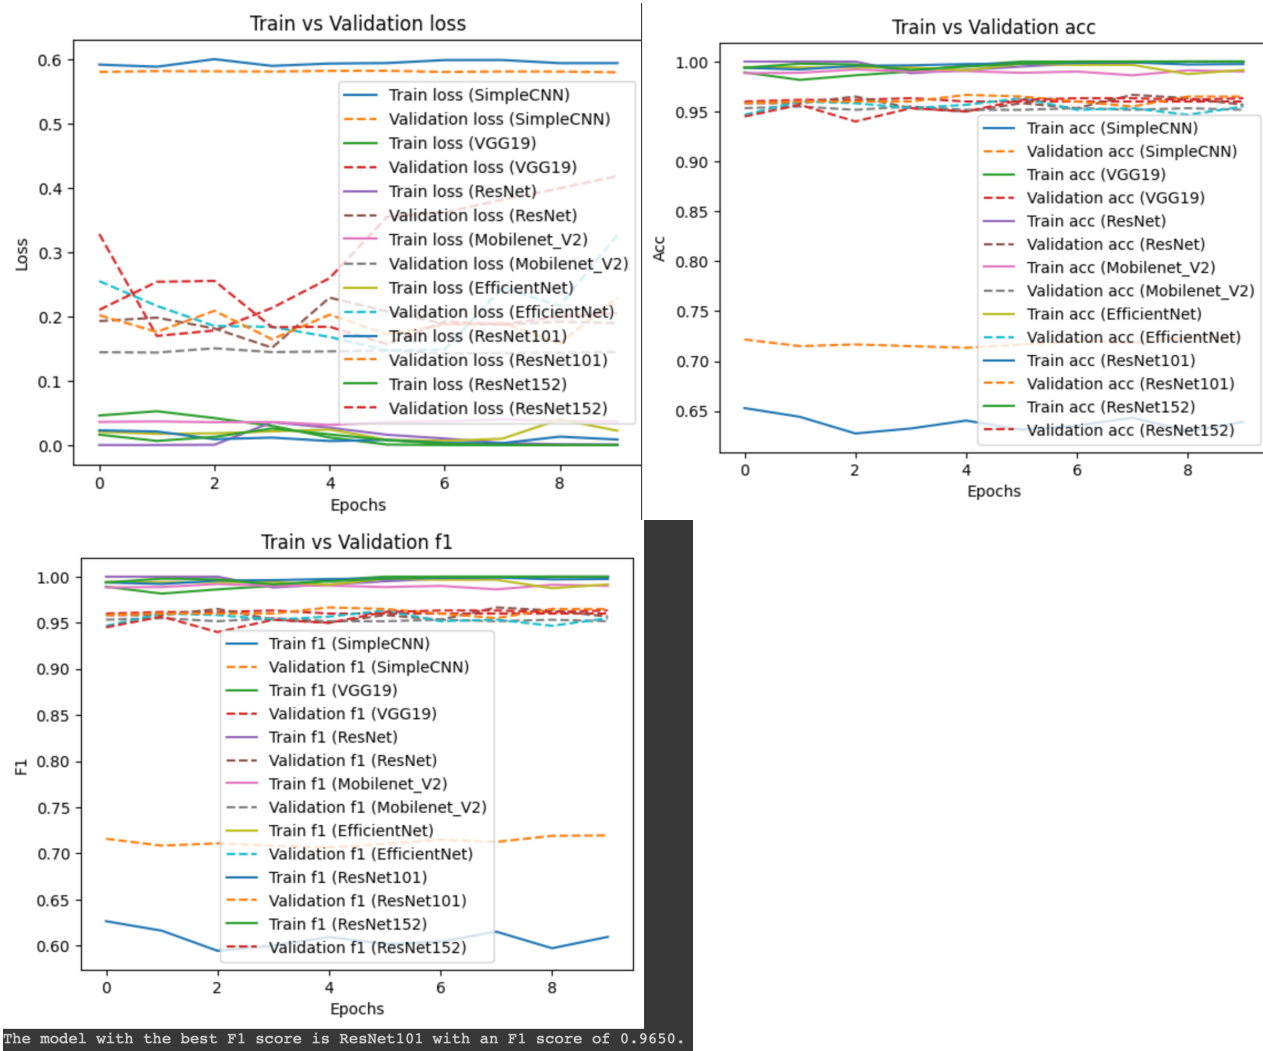 Train vs Validation loss
Loss
0.6
0.5
0.4
0.3
0.2
0.1
0.0
Train loss (SimpleCNN)
Validation loss (SimpleCNN)
Train loss (VGG19)
Validation loss (VGG19)
Train loss (ResNet)
Validation loss (ResNet)
Train loss (Mobilenet_V2)
Validation loss (Mobilenet_V2)
Train loss (EfficientNet)
Validation loss (EfficientNet)
Train loss (ResNet101)
Validation loss (ResNet101)
Train loss (ResNet152)
Validation loss (ResNet152)
0 2 4 6 8
Epochs
Train vs Validation acc
Acc
1.00
0.95
0.90
0.85
0.80
0.75
0.70
0.65
Train acc (SimpleCNN)
Validation acc (SimpleCNN)
Train acc (VGG19)
Validation acc (VGG19)
Train acc (ResNet)
Validation acc (ResNet)
Train acc (Mobilenet_V2)
Validation acc (Mobilenet_V2)
Train acc (EfficientNet)
Validation acc (EfficientNet)
Train acc (ResNet101)
Validation acc (ResNet101)
Train acc (ResNet152)
Validation acc (ResNet152)
0 2 4 6 8
Epochs
Train vs Validation f1
F1
1.00
0.95
0.90
0.85
0.80
0.75
0.70
0.65
0.60
Train f1 (SimpleCNN)
Validation f1 (SimpleCNN)
Train f1 (VGG19)
Validation f1 (VGG19)
Train f1 (ResNet)
Validation f1 (ResNet)
Train f1 (Mobilenet_V2)
Validation f1 (Mobilenet_V2)
Train f1 (EfficientNet)
Validation f1 (EfficientNet)
Train f1 (ResNet101)
Validation f1 (ResNet101)
Train f1 (ResNet152)
Validation f1 (ResNet152)
0 2 4 6 8
Epochs
The model with the best F1 score is ResNet101 with an F1 score of 0.9650.